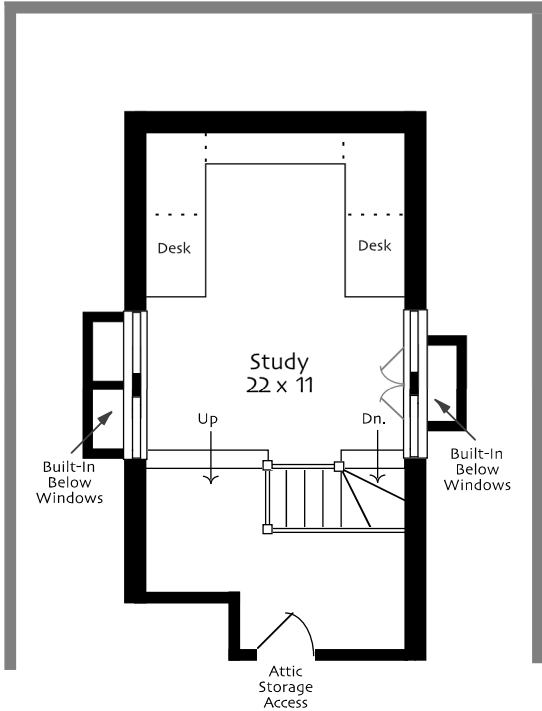 Desk
Desk
Study
22 x 11
Up
Dn.
Built-In
Below
Windows
Built-In
Below
Windows
Attic
Storage
Access